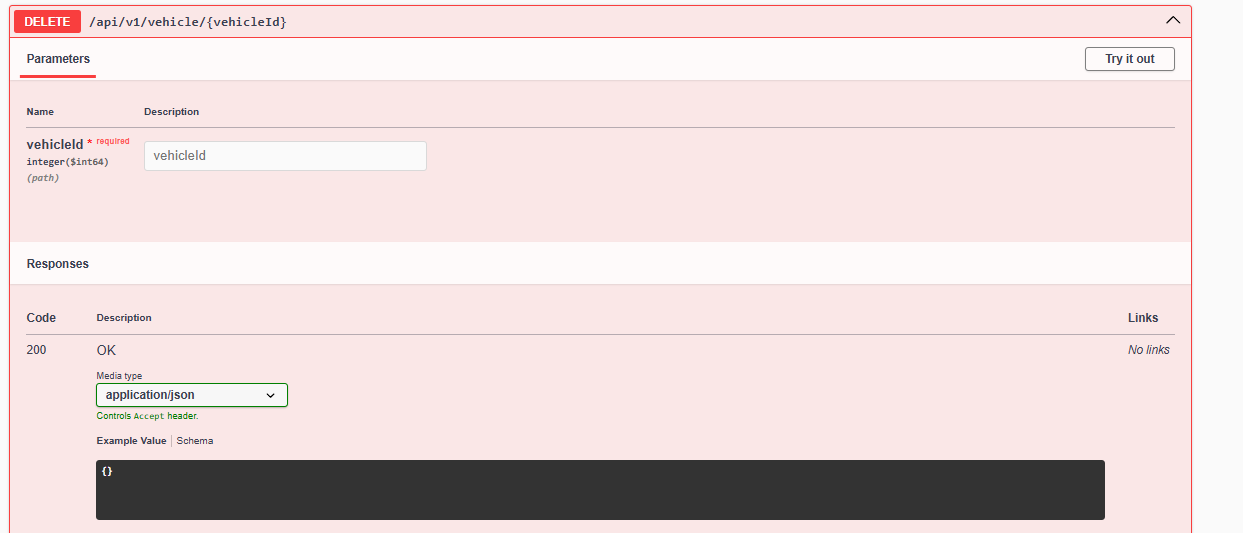 DELETE /api/v1/vehicle/{vehicleId}
Parameters Try it out
Name Description
vehicleId * required
integer($int64)
(path)
vehicleId
Responses
Code Description Links
200 OK No links
Media type
application/json
Controls Accept header.
Example Value Schema
{}